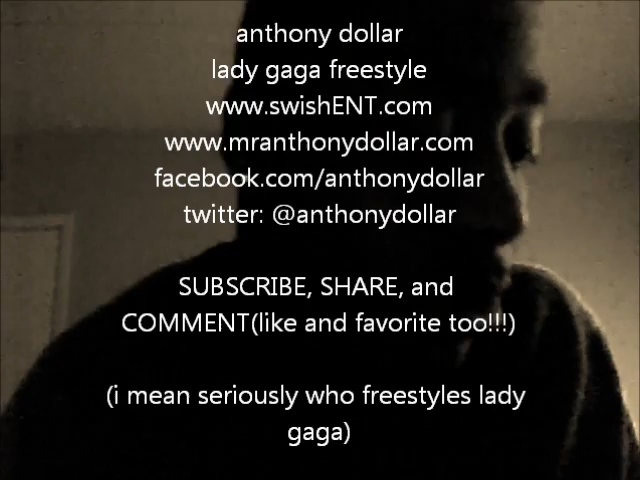 anthony dollar
lady gaga freestyle
www.swishENT.com
www.mranthonydollar.com
facebook.com/anthonydollar
twitter: @anthonydollar
SUBSCRIBE, SHARE, and
COMMENT(like and favorite too!!!)
(i mean seriously who freestyles lady
gaga)